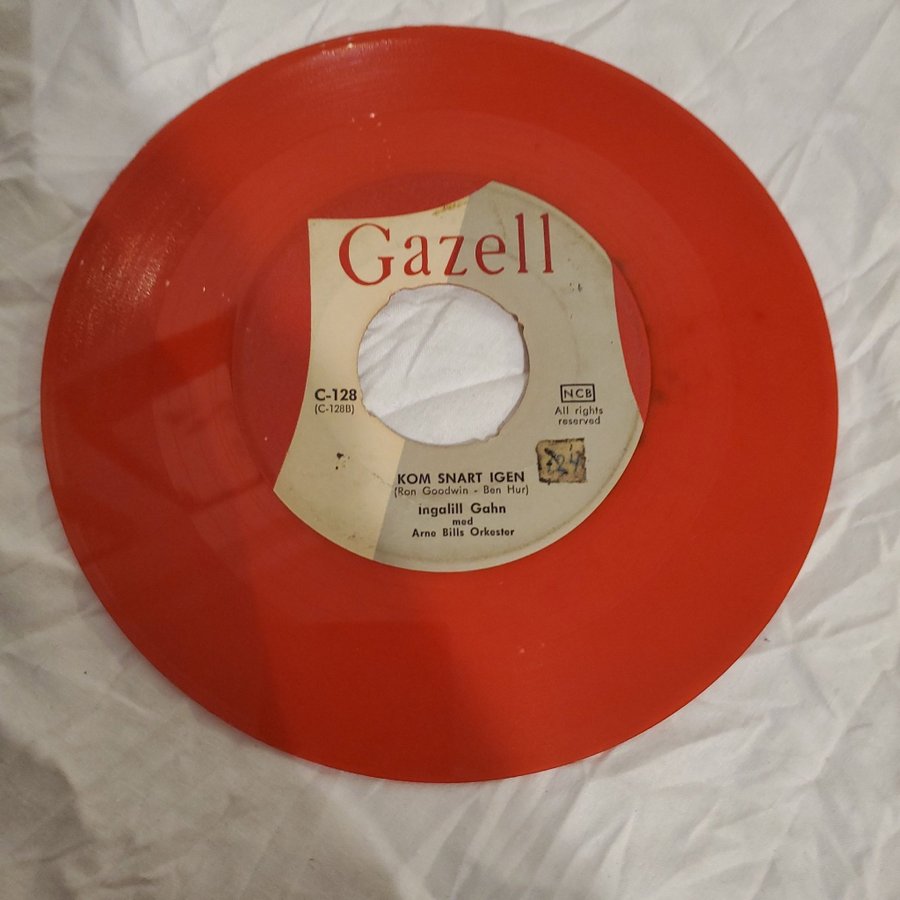 Gazell
C-128
(C-128B)
NCB
All rights
reserved
KOM SNART IGEN
(Ron Goodwin - Ben Hur)
ingalill Gahn
med
Arne Bills Orkester